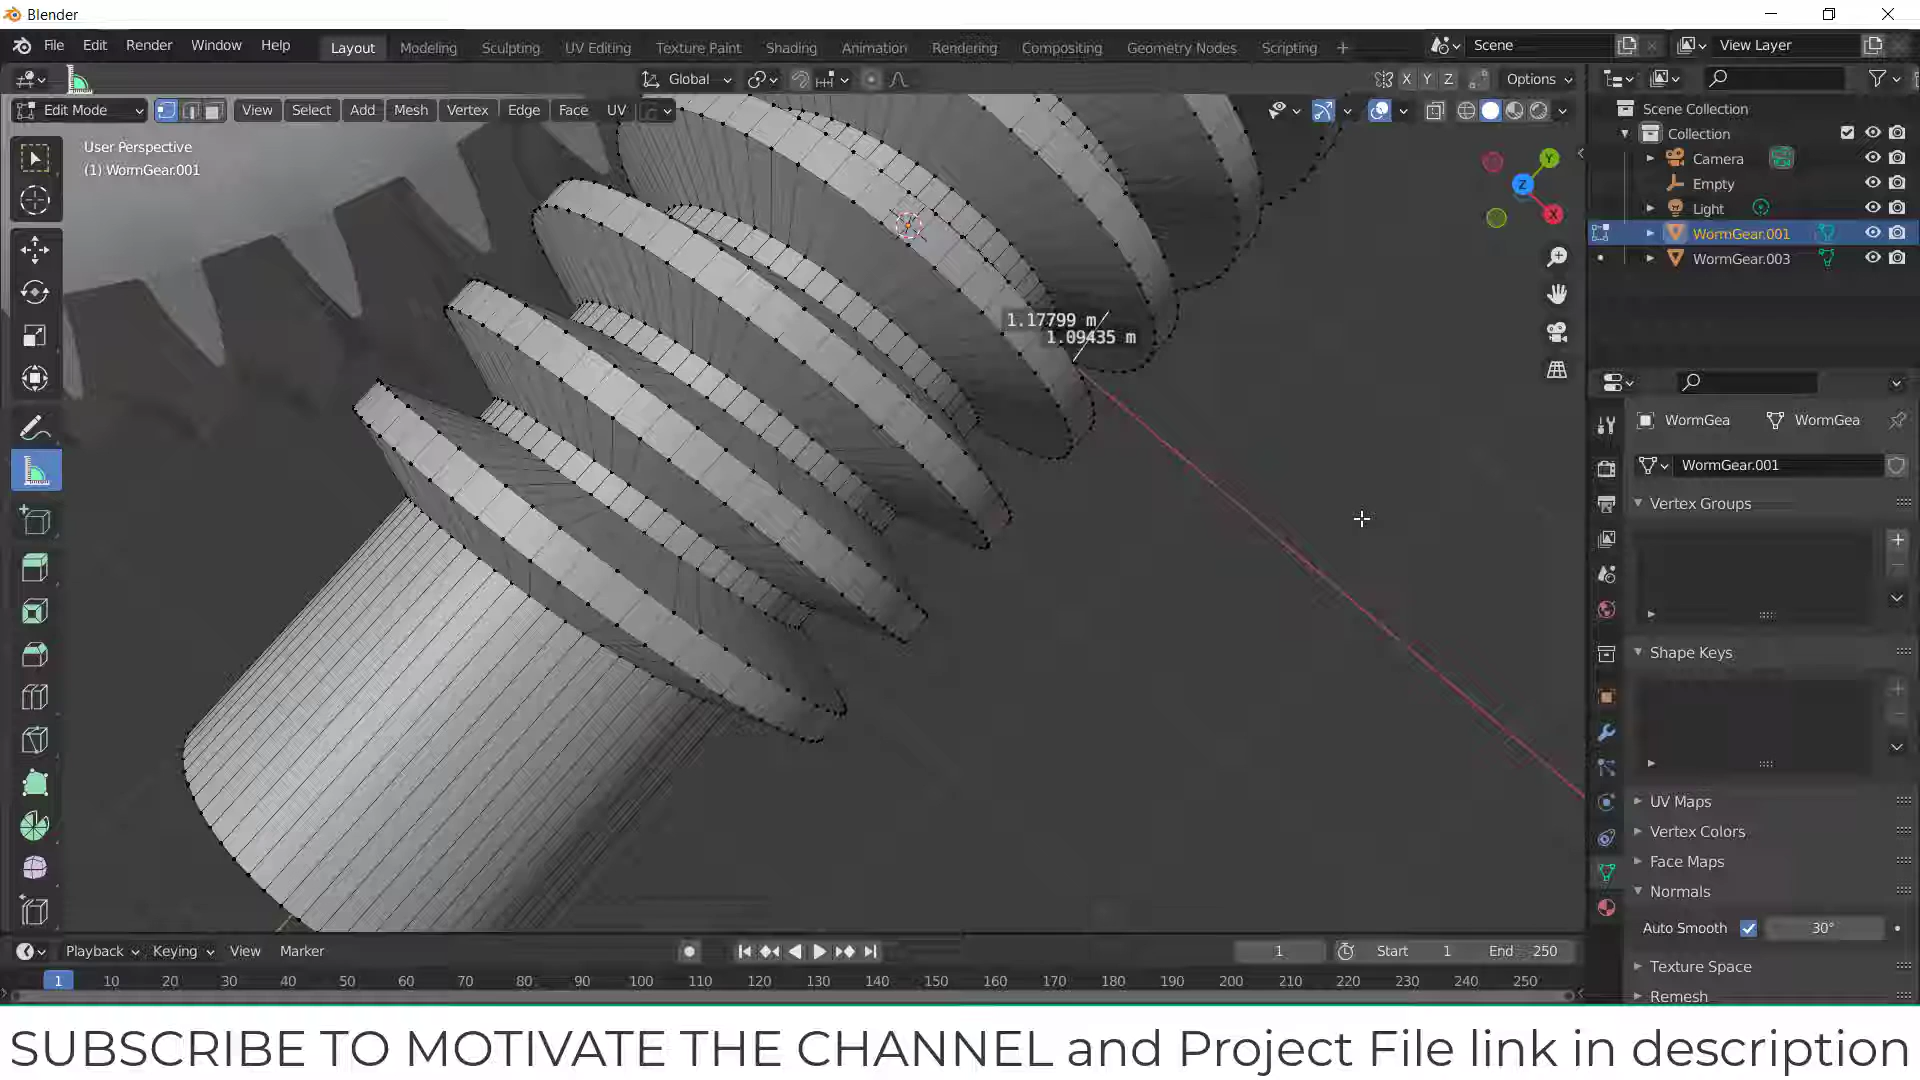 Blender
File Edit Render Window Help Layout Modeling Sculpting UV Editing Texture Paint Shading Animation Rendering Compositing Geometry Nodes Scripting + Scene View Layer
Global X Y Z Options
Edit Mode View Select Add Mesh Vertex Edge Face UV
User Perspective
(1) WormGear.001
Y
Z
X
1.17799 m
1.09435 m
Scene Collection
Collection
Camera
Empty
Light
WormGear.001
WormGear.003
WormGea WormGea
WormGear.001
Vertex Groups
Shape Keys
UV Maps
Vertex Colors
Face Maps
Normals
Auto Smooth 30°
Texture Space
Remesh
Playback Keying View Marker 1 Start 1 End 250
1 10 20 30 40 50 60 70 80 90 100 110 120 130 140 150 160 170 180 190 200 210 220 230 240 250
SUBSCRIBE TO MOTIVATE THE CHANNEL and Project File link in description